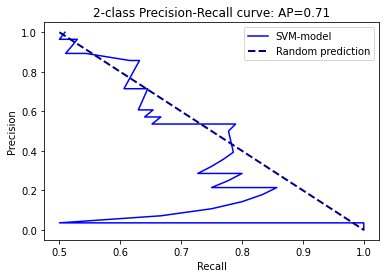 2-class Precision-Recall curve: AP=0.71
SVM-model
Random prediction
Precision
1.0
0.8
0.6
0.4
0.2
0.0
0.5 0.6 0.7 0.8 0.9 1.0
Recall